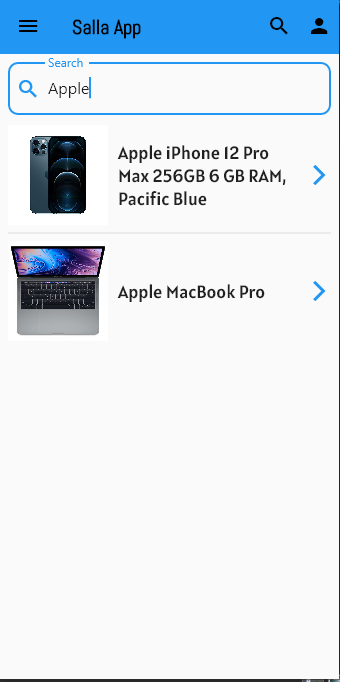 Salla App
Search
Apple
Apple iPhone 12 Pro
Max 256GB 6 GB RAM,
Pacific Blue
Apple MacBook Pro